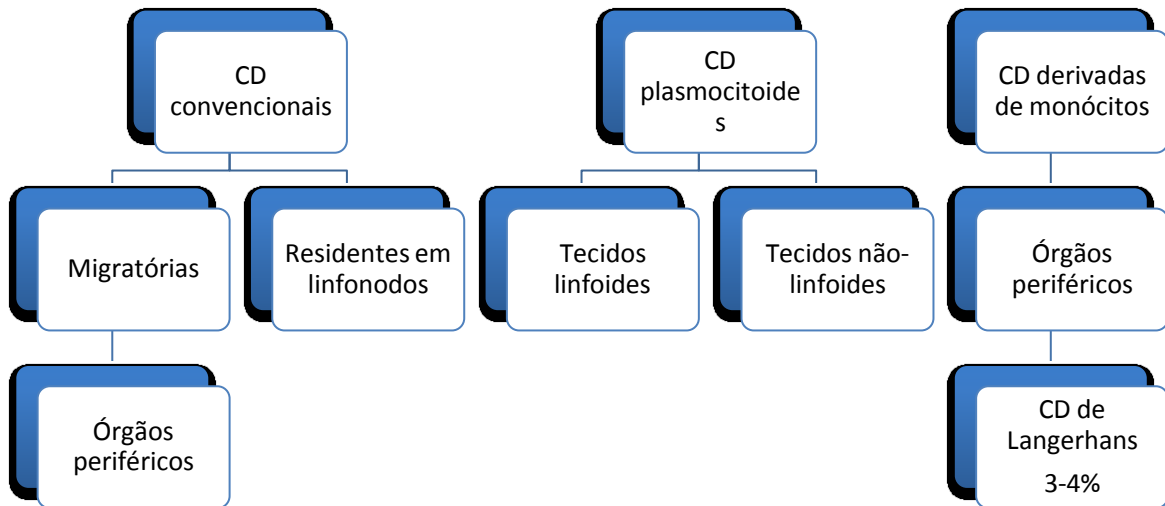 CD
convencionais
CD
plasmocitoide
s
CD derivadas
de monócitos
Migratórias
Residentes em
linfonodos
Tecidos
linfoides
Tecidos não-
linfoides
Órgãos
periféricos
Órgãos
periféricos
CD de
Langerhans
3-4%